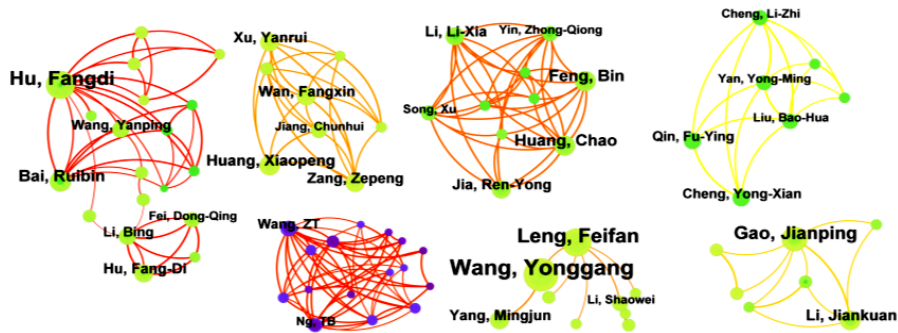 Hu, Fangdi
Wang, Yanping
Bai, Ruibin
Fei, Dong-Qing
Li, Bing
Hu, Fang-Di
Xu, Yanrui
Wan, Fangxin
Jiang, Chunhui
Huang, Xiaopeng
Zang, Zepeng
Li, Li-Xia
Yin, Zhong-Qiong
Feng, Bin
Song, Xu
Huang, Chao
Jia, Ren-Yong
Cheng, Li-Zhi
Yan, Yong-Ming
Liu, Bao-Hua
Qin, Fu-Ying
Cheng, Yong-Xian
Wang, ZT
Ng, TB
Leng, Feifan
Wang, Yonggang
Li, Shaowei
Yang, Mingjun
Gao, Jianping
Li, Jiankuan